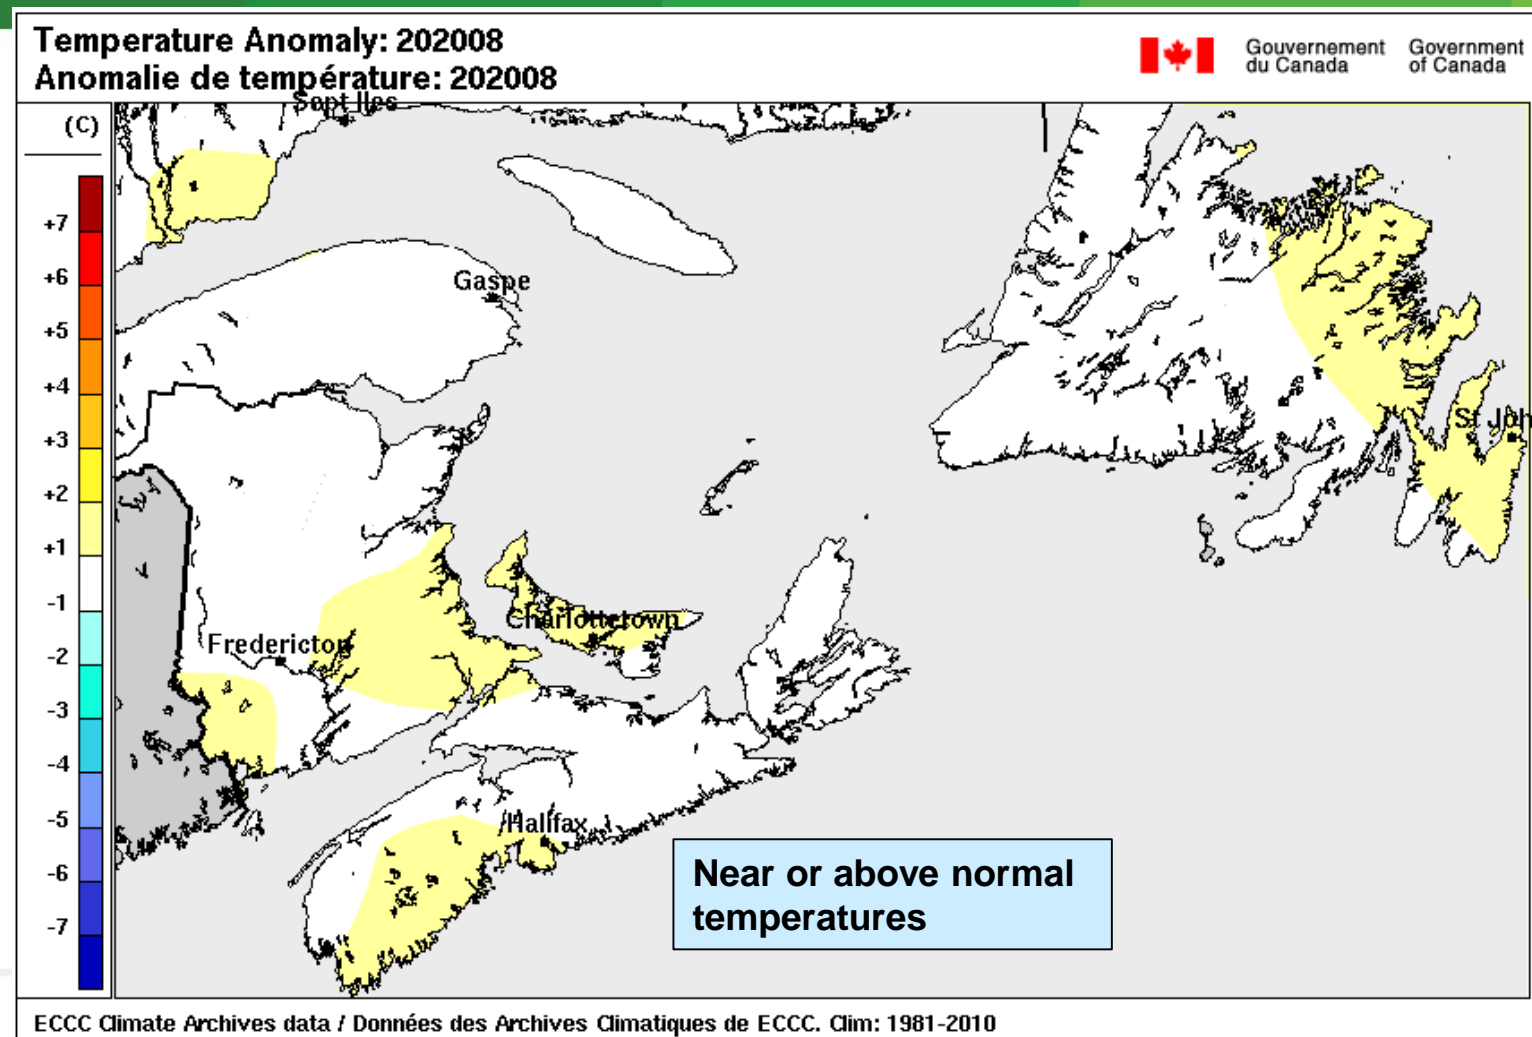 Temperature Anomaly: 202008
Anomalie de température: 202008
Gouvernement du Canada
Government of Canada
(C)
+7
+6
+5
+4
+3
+2
+1
-1
-2
-3
-4
-5
-6
-7
Sept Iles
Gaspe
St Joh
Charlottetown
Fredericton
Halifax
Near or above normal
temperatures
ECCC Climate Archives data / Données des Archives Climatiques de ECCC. Clim: 1981-2010